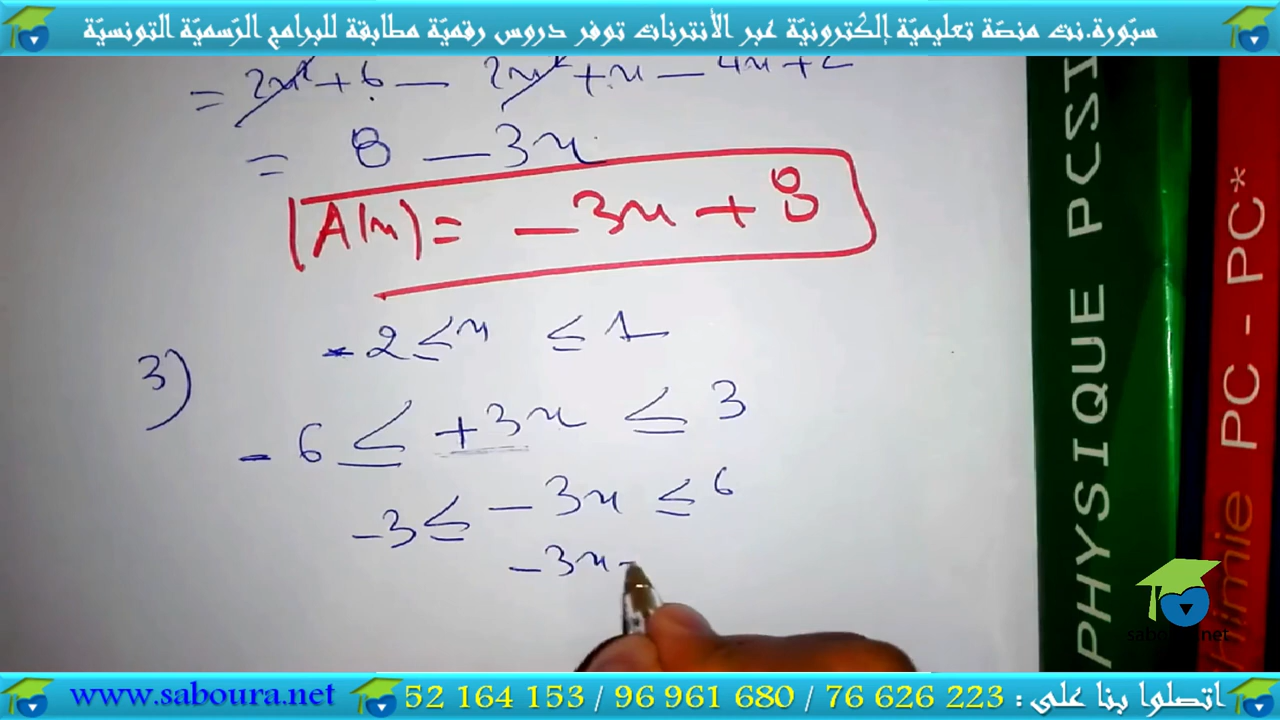 سبّورة.نت منصّة تعليميّة إلكترونيّة عبر الأنترنات توفر دروس رقميّة مطابقة للبرامج الرّسميّة التونسيّة
= 2x² + 6 - 2x² + x - 4x + 2
= 8 - 3x
A(x) = -3x + 8
3) -2 ≤ x ≤ 1
-6 ≤ +3x ≤ 3
-3 ≤ -3x ≤ 6
-3x
PHYSIQUE PCSI
Chimie PC - PC*
saboura.net
www.saboura.net 52 164 153 / 96 961 680 / 76 626 223 : اتصلوا بنا على